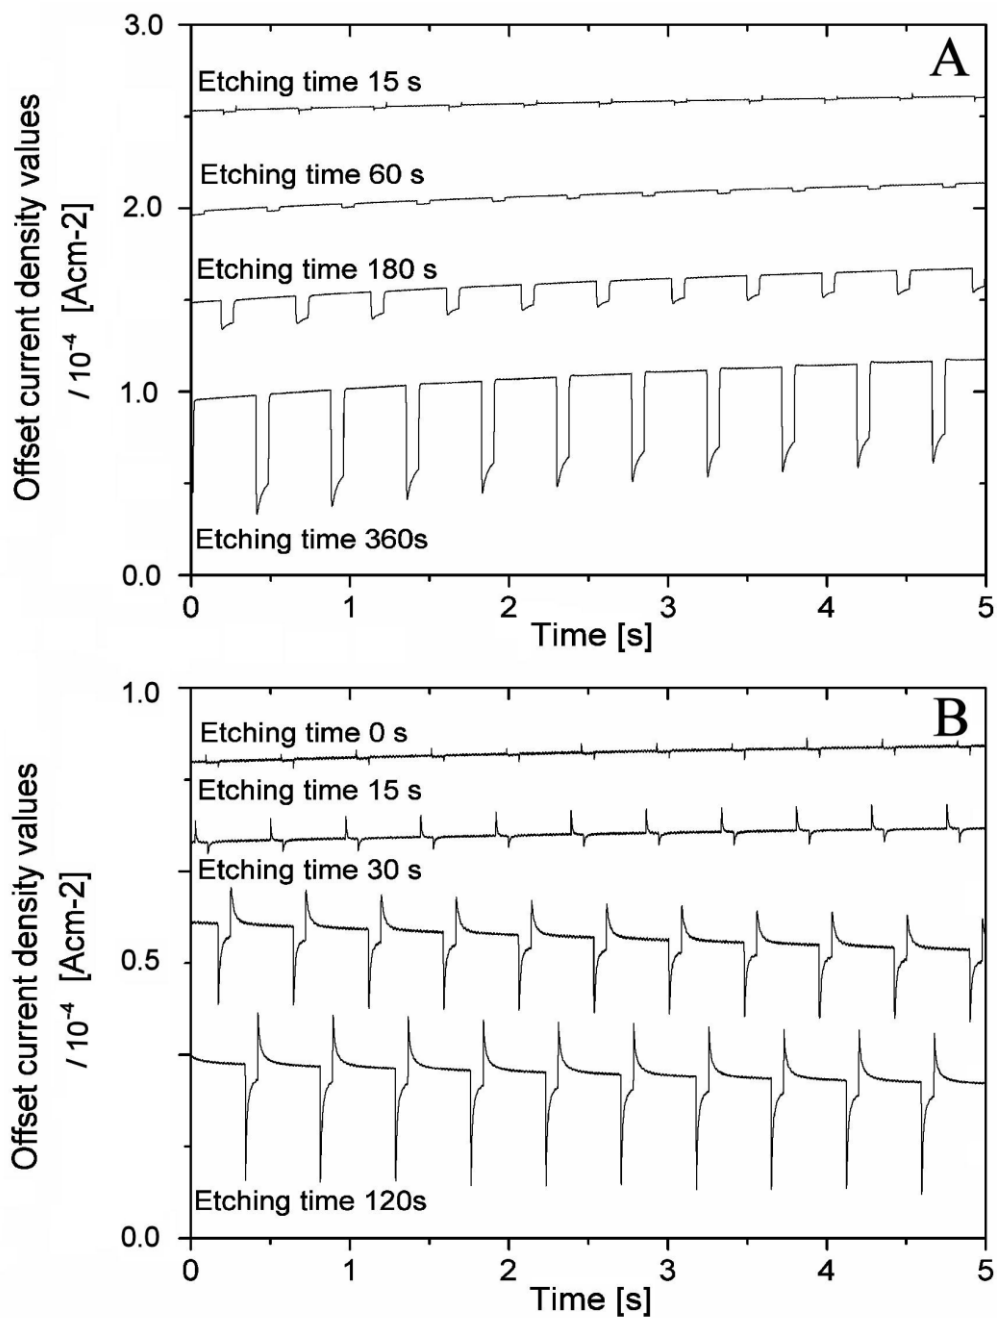 A
Offset current density values
/ 10-4 [Acm-2]
3.0
2.0
1.0
0.0
Etching time 15 s
Etching time 60 s
Etching time 180 s
Etching time 360s
0 1 2 3 4 5
Time [s]
B
Offset current density values
/ 10-4 [Acm-2]
1.0
0.5
0.0
Etching time 0 s
Etching time 15 s
Etching time 30 s
Etching time 120s
0 1 2 3 4 5
Time [s]